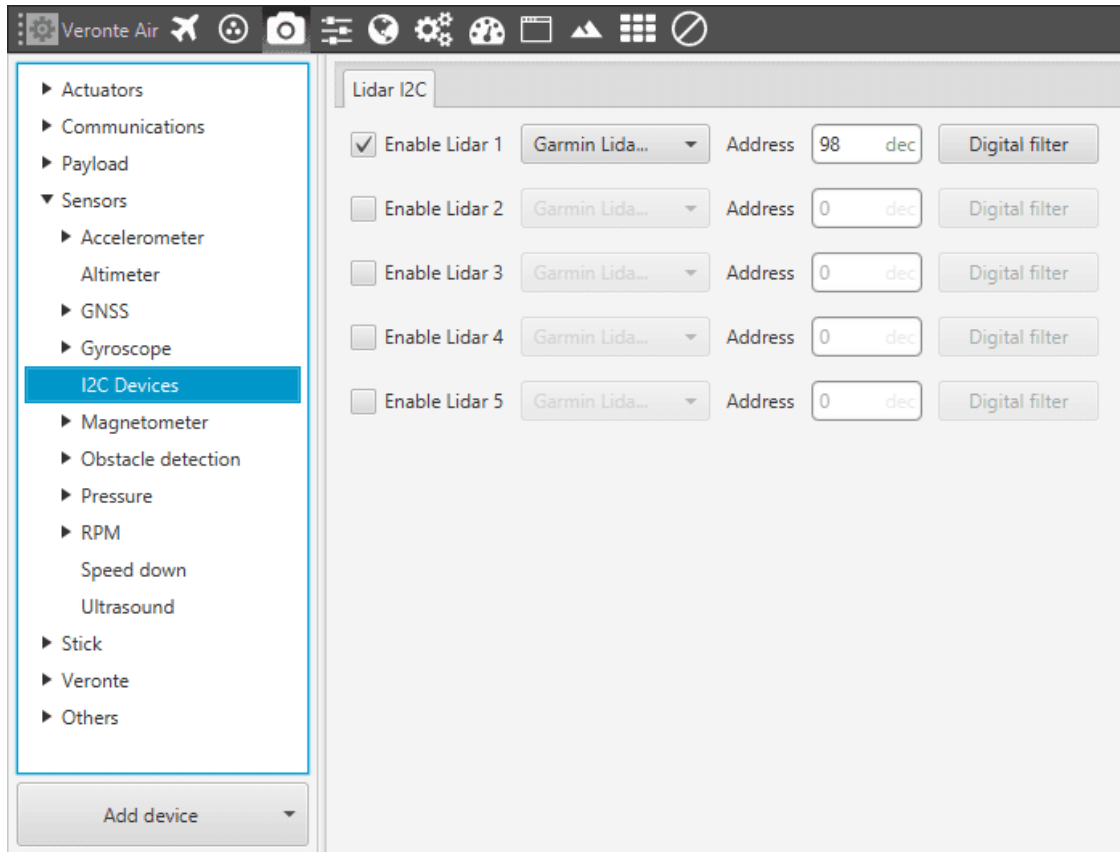 Veronte Air
Actuators
Communications
Payload
Sensors
Accelerometer
Altimeter
GNSS
Gyroscope
I2C Devices
Magnetometer
Obstacle detection
Pressure
RPM
Speed down
Ultrasound
Stick
Veronte
Others
Add device
Lidar I2C
Enable Lidar 1 Garmin Lida... Address 98 dec Digital filter
Enable Lidar 2 Garmin Lida... Address 0 dec Digital filter
Enable Lidar 3 Garmin Lida... Address 0 dec Digital filter
Enable Lidar 4 Garmin Lida... Address 0 dec Digital filter
Enable Lidar 5 Garmin Lida... Address 0 dec Digital filter